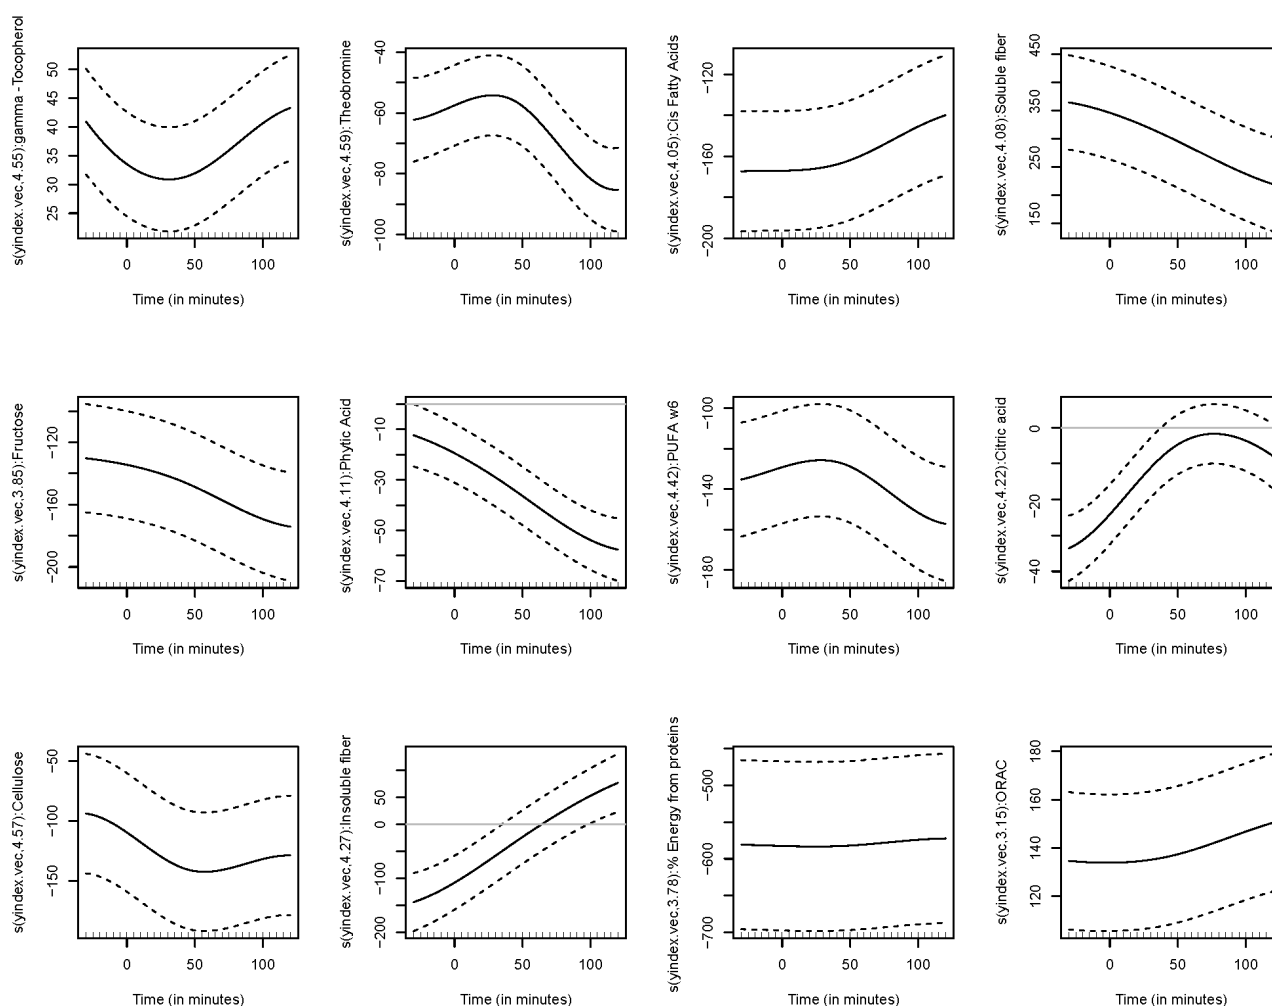 s(yindex.vec,4.55):gamma -Tocopherol
25 30 35 40 45 50
0 50 100
Time (in minutes)
s(yindex.vec,4.59):Theobromine
-100 -80 -60 -40
0 50 100
Time (in minutes)
s(yindex.vec,4.05):Cis Fatty Acids
-200 -160 -120
0 50 100
Time (in minutes)
s(yindex.vec,4.08):Soluble fiber
150 250 350 450
0 50 100
Time (in minutes)
s(yindex.vec,3.85):Fructose
-200 -160 -120
0 50 100
Time (in minutes)
s(yindex.vec,4.11):Phytic Acid
-70 -50 -30 -10
0 50 100
Time (in minutes)
s(yindex.vec,4.42):PUFA w6
-180 -140 -100
0 50 100
Time (in minutes)
s(yindex.vec,4.22):Citric acid
-40 -20 0
0 50 100
Time (in minutes)
s(yindex.vec,4.57):Cellulose
-150 -100 -50
0 50 100
Time (in minutes)
s(yindex.vec,4.27):Insoluble fiber
-200 -100 0 50
0 50 100
Time (in minutes)
s(yindex.vec,3.78):% Energy from proteins
-700 -600 -500
0 50 100
Time (in minutes)
s(yindex.vec,3.15):ORAC
120 140 160 180
0 50 100
Time (in minutes)